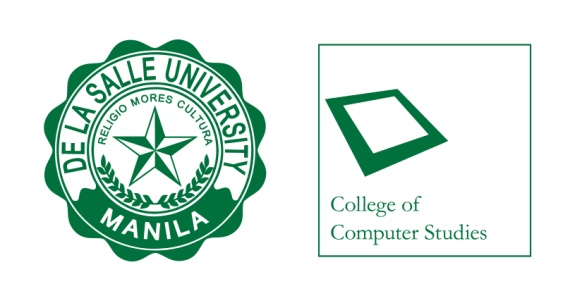 DE LA SALLE UNIVERSITY
RELIGIO MORES CULTURA
MANILA
College of
Computer Studies